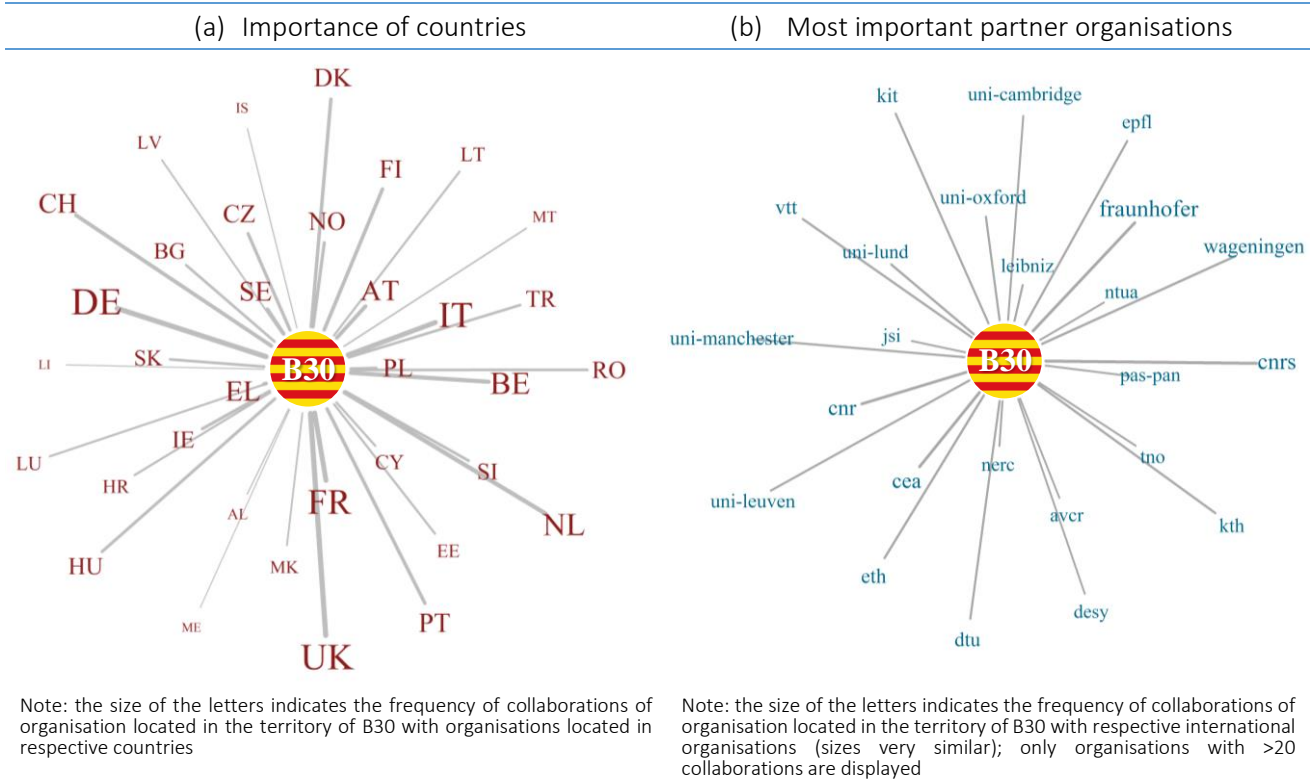 (a) Importance of countries
(b) Most important partner organisations
DK
IS
LV
LT
FI
CH
CZ
NO
MT
BG
SE
AT
DE
IT
TR
LI
SK
B30
PL
RO
EL
BE
IE
LU
HR
CY
SI
AL
FR
NL
HU
MK
EE
ME
PT
UK
kit
uni-cambridge
epfl
uni-oxford
vtt
fraunhofer
uni-lund
leibniz
wageningen
ntua
uni-manchester
jsi
B30
cnrs
pas-pan
cnr
tno
nerc
cea
uni-leuven
avcr
kth
eth
desy
dtu
Note: the size of the letters indicates the frequency of collaborations of
organisation located in the territory of B30 with organisations located in
respective countries
Note: the size of the letters indicates the frequency of collaborations of
organisation located in the territory of B30 with respective international
organisations (sizes very similar); only organisations with >20
collaborations are displayed